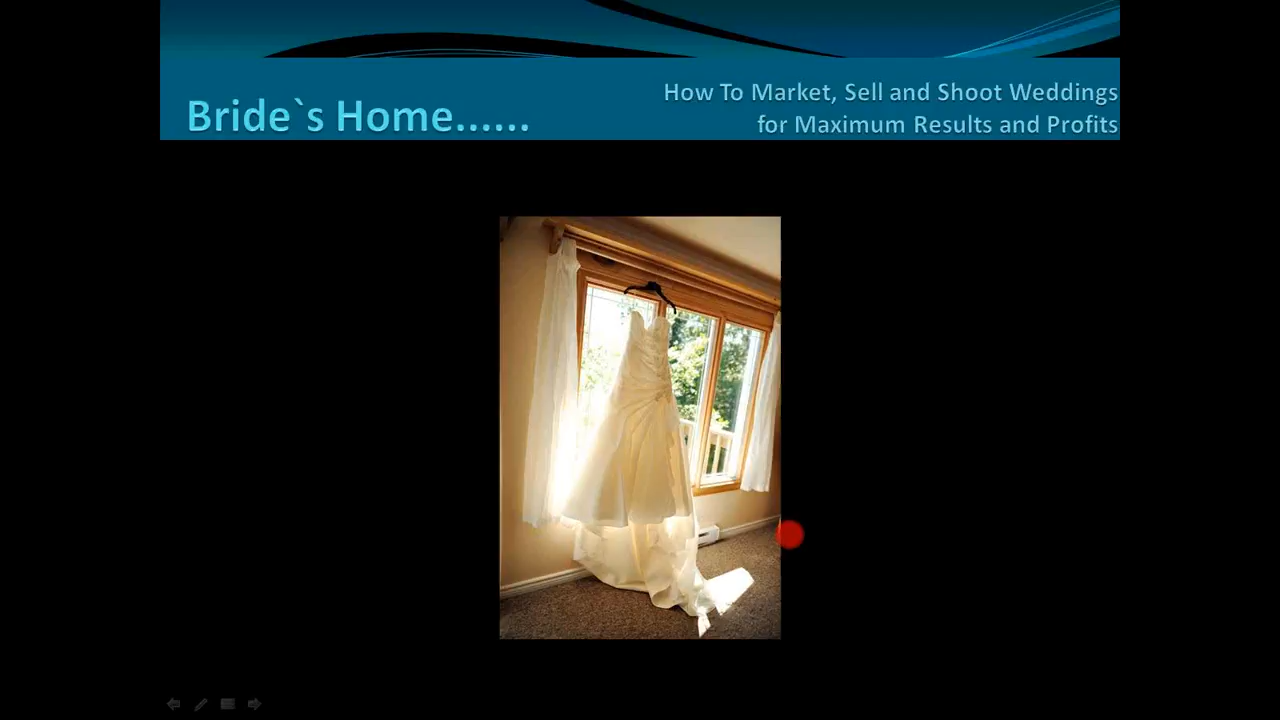 Bride`s Home......
How To Market, Sell and Shoot Weddings
for Maximum Results and Profits